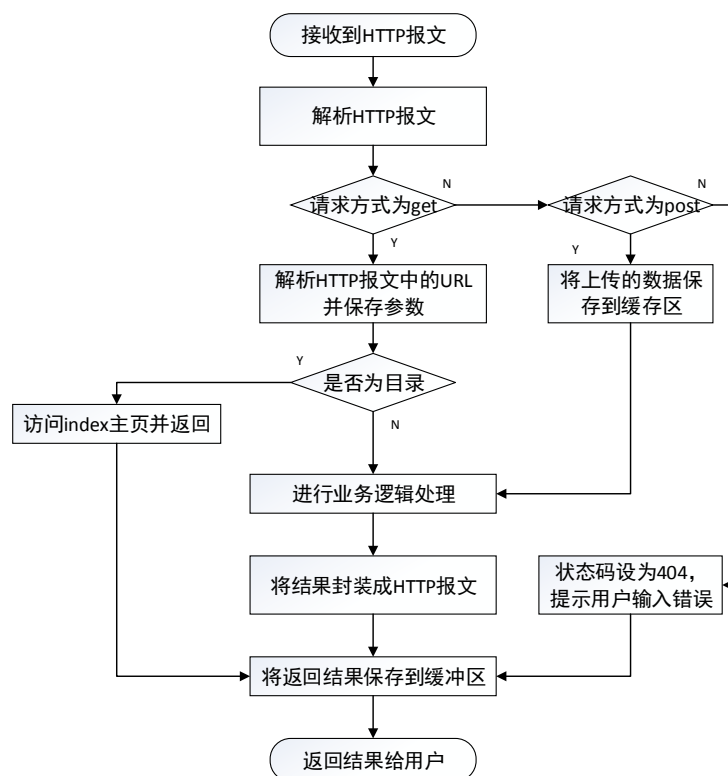 接收到HTTP报文
解析HTTP报文
请求方式为get
N
请求方式为post
N
Y
Y
解析HTTP报文中的URL
并保存参数
将上传的数据保
存到缓存区
Y
是否为目录
N
访问index主页并返回
进行业务逻辑处理
将结果封装成HTTP报文
状态码设为404，
提示用户输入错误
将返回结果保存到缓冲区
返回结果给用户